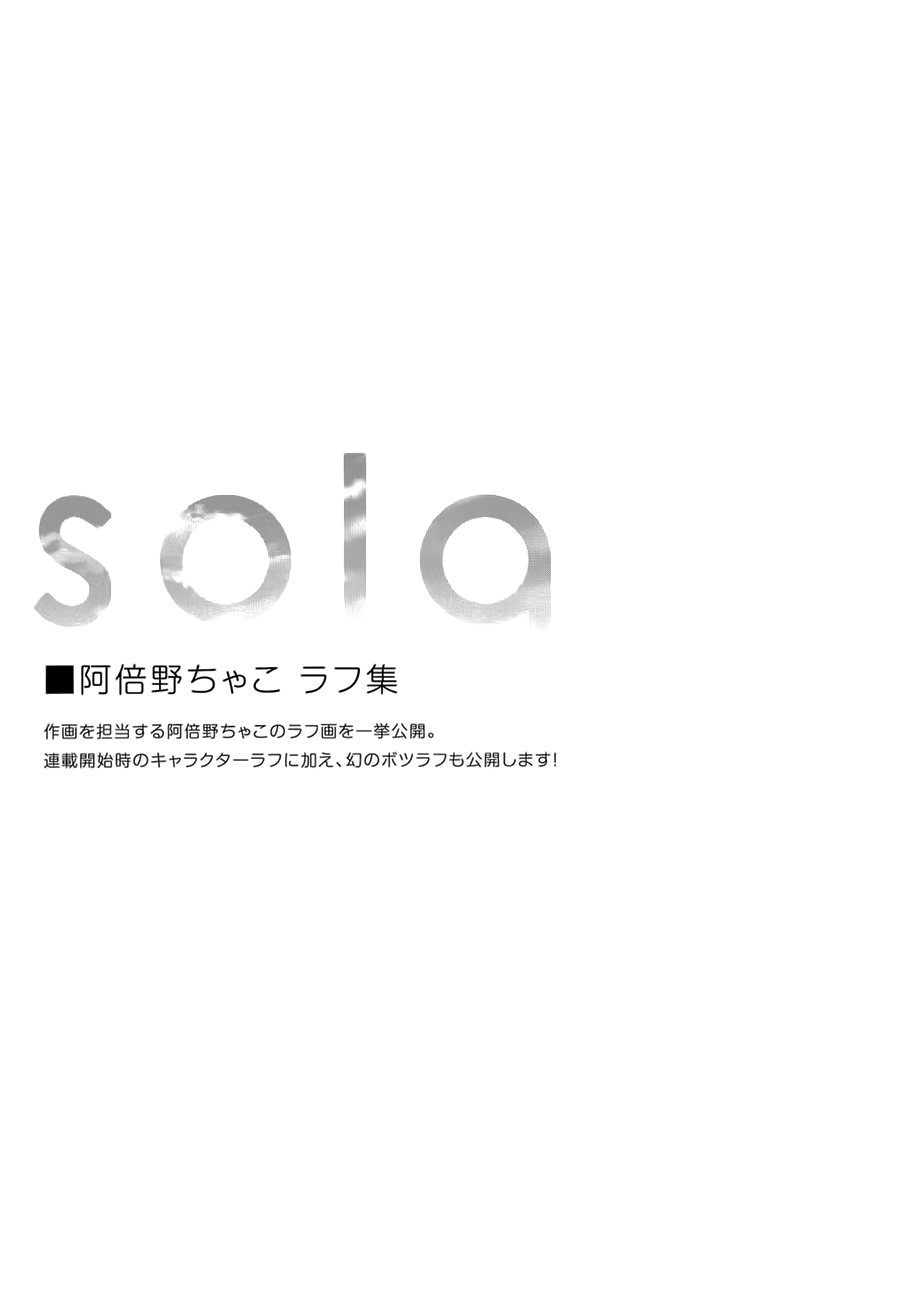 sola
■阿倍野ちゃこ ラフ集
作画を担当する阿倍野ちゃこのラフ画を一挙公開。
連載開始時のキャラクターラフに加え、幻のボツラフも公開します!